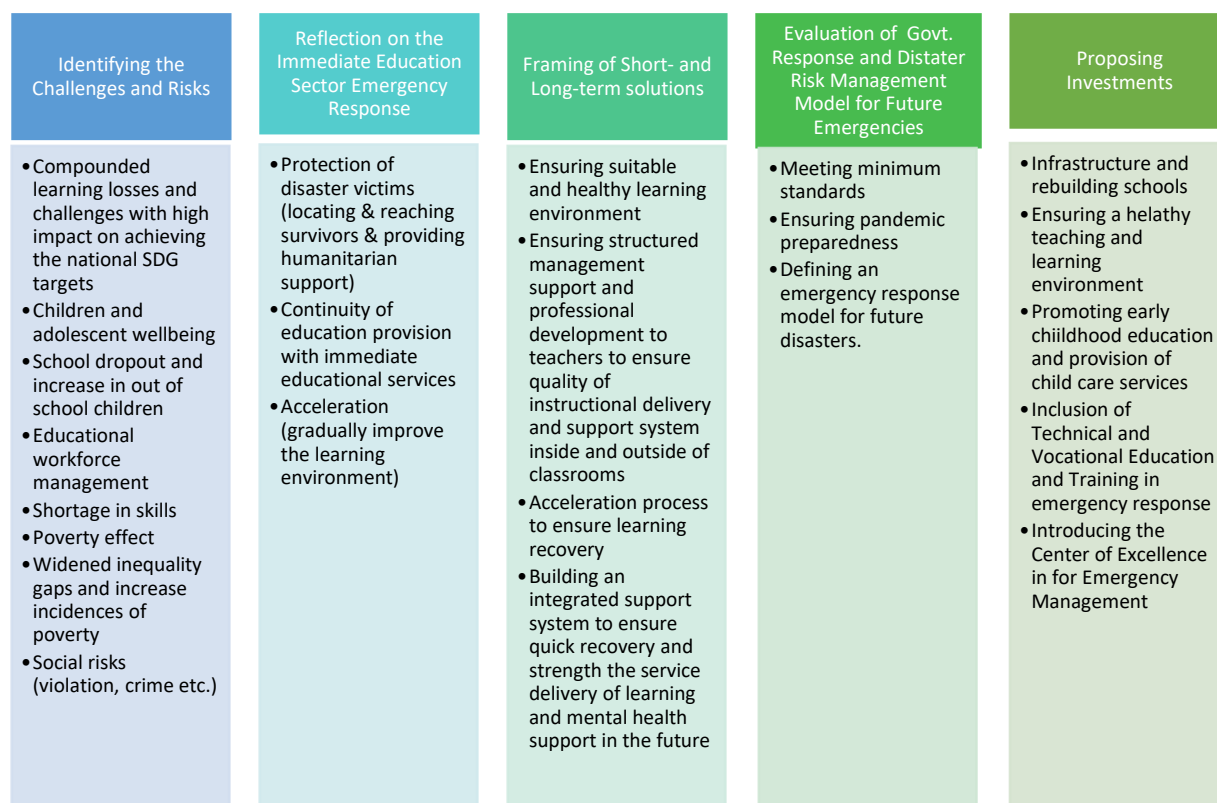 Identifying the
Challenges and Risks
•Compounded
learning losses and
challenges with high
impact on achieving
the national SDG
targets
•Children and
adolescent wellbeing
•School dropout and
increase in out of
school children
•Educational
workforce
management
•Shortage in skills
•Poverty effect
•Widened inequality
gaps and increase
incidences of
poverty
•Social risks
(violation, crime etc.)
Reflection on the
Immediate Education
Sector Emergency
Response
•Protection of
disaster victims
(locating & reaching
survivors & providing
humanitarian
support)
•Continuity of
education provision
with immediate
educational services
•Acceleration
(gradually improve
the learning
environment)
Framing of Short- and
Long-term solutions
•Ensuring suitable
and healthy learning
environment
•Ensuring structured
management
support and
professional
development to
teachers to ensure
quality of
instructional delivery
and support system
inside and outside of
classrooms
•Acceleration process
to ensure learning
recovery
•Building an
integrated support
system to ensure
quick recovery and
strength the service
delivery of learning
and mental health
support in the future
Evaluation of Govt.
Response and Distater
Risk Management
Model for Future
Emergencies
•Meeting minimum
standards
•Ensuring pandemic
preparedness
•Defining an
emergency response
model for future
disasters.
Proposing
Investments
•Infrastructure and
rebuilding schools
•Ensuring a helathy
teaching and
learning
environment
•Promoting early
chiildhood education
and provision of
child care services
•Inclusion of
Technical and
Vocational Education
and Training in
emergency response
•Introducing the
Center of Excellence
in for Emergency
Management